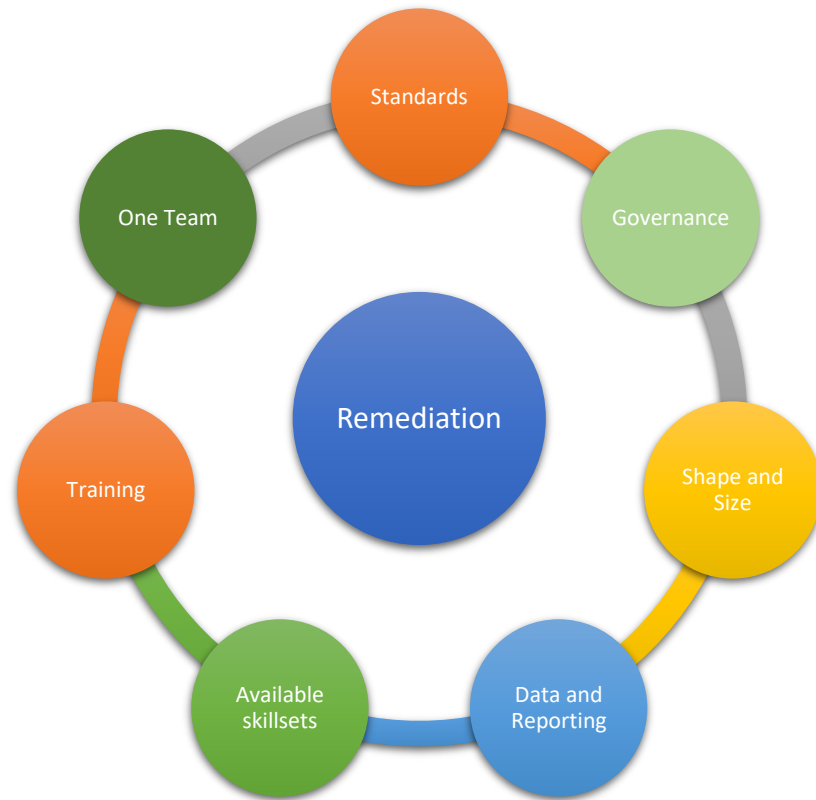 Standards
Governance
Shape and
Size
Data and
Reporting
Available
skillsets
Training
One Team
Remediation